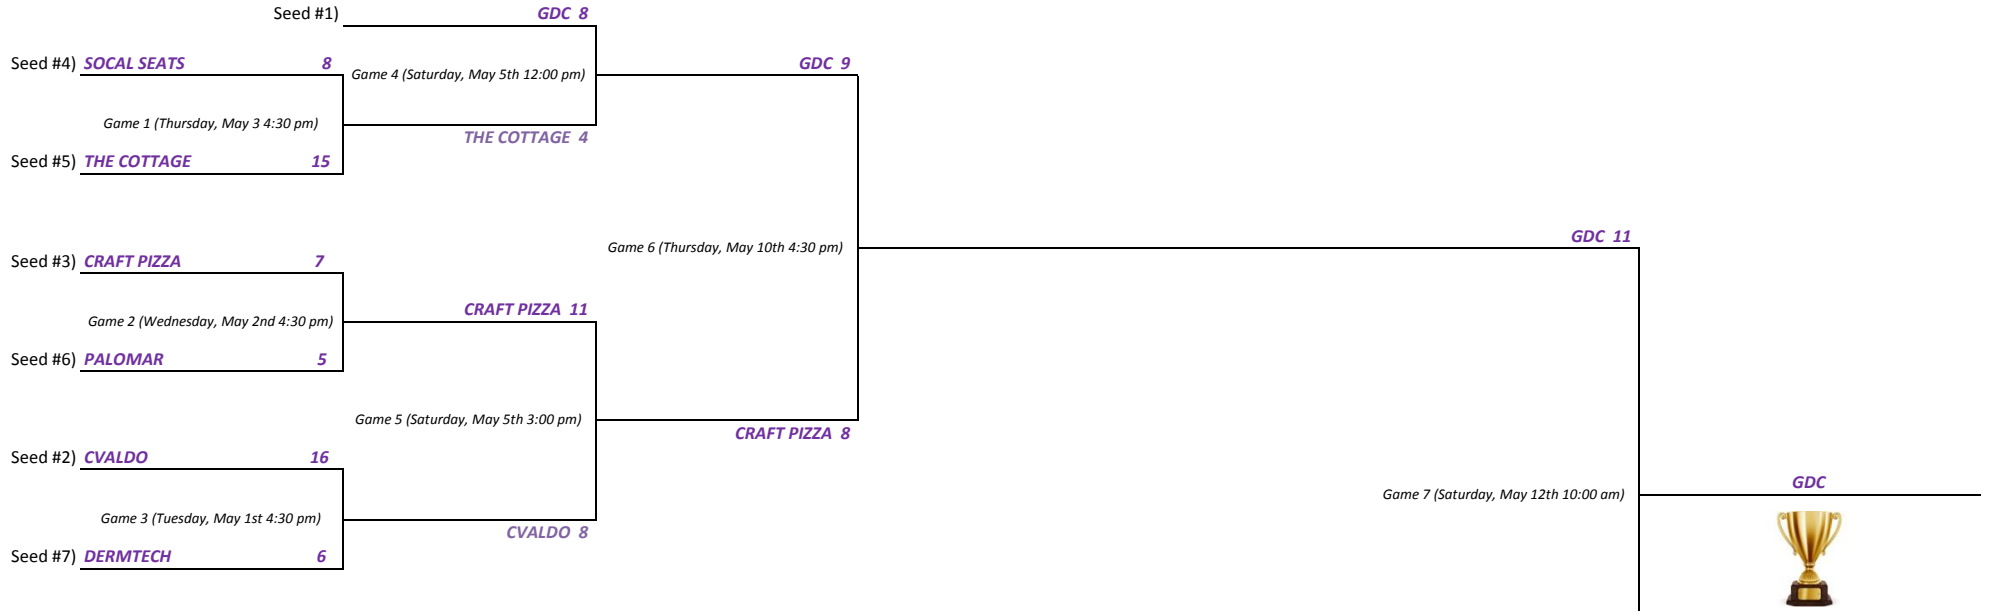 Seed #1) GDC 8
Seed #4) SOCAL SEATS 8
Game 4 (Saturday, May 5th 12:00 pm)
GDC 9
Game 1 (Thursday, May 3 4:30 pm)
THE COTTAGE 4
Seed #5) THE COTTAGE 15
GDC 11
Game 6 (Thursday, May 10th 4:30 pm)
Seed #3) CRAFT PIZZA 7
CRAFT PIZZA 11
Game 2 (Wednesday, May 2nd 4:30 pm)
Seed #6) PALOMAR 5
Game 5 (Saturday, May 5th 3:00 pm)
CRAFT PIZZA 8
Seed #2) CVALDO 16
GDC
Game 7 (Saturday, May 12th 10:00 am)
Game 3 (Tuesday, May 1st 4:30 pm)
CVALDO 8
Seed #7) DERMTECH 6